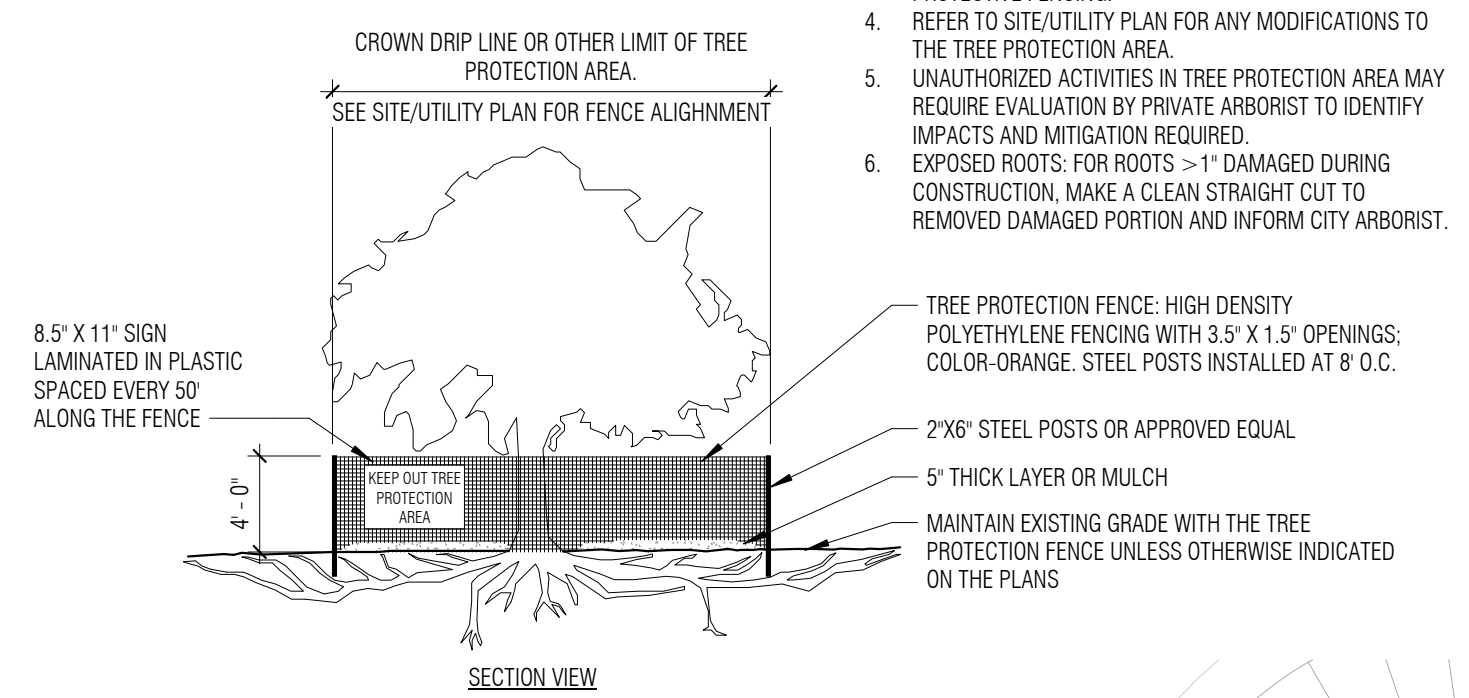 PROTECTIVE FENCING.
4. REFER TO SITE/UTILITY PLAN FOR ANY MODIFICATIONS TO
THE TREE PROTECTION AREA.
5. UNAUTHORIZED ACTIVITIES IN TREE PROTECTION AREA MAY
REQUIRE EVALUATION BY PRIVATE ARBORIST TO IDENTIFY
IMPACTS AND MITIGATION REQUIRED.
6. EXPOSED ROOTS: FOR ROOTS >1" DAMAGED DURING
CONSTRUCTION, MAKE A CLEAN STRAIGHT CUT TO
REMOVED DAMAGED PORTION AND INFORM CITY ARBORIST.
CROWN DRIP LINE OR OTHER LIMIT OF TREE
PROTECTION AREA.
SEE SITE/UTILITY PLAN FOR FENCE ALIGHNMENT
8.5" X 11" SIGN
LAMINATED IN PLASTIC
SPACED EVERY 50'
ALONG THE FENCE
TREE PROTECTION FENCE: HIGH DENSITY
POLYETHYLENE FENCING WITH 3.5" X 1.5" OPENINGS;
COLOR-ORANGE. STEEL POSTS INSTALLED AT 8' O.C.
2"X6" STEEL POSTS OR APPROVED EQUAL
5" THICK LAYER OR MULCH
MAINTAIN EXISTING GRADE WITH THE TREE
PROTECTION FENCE UNLESS OTHERWISE INDICATED
ON THE PLANS
4' - 0"
KEEP OUT TREE
PROTECTION
AREA
SECTION VIEW